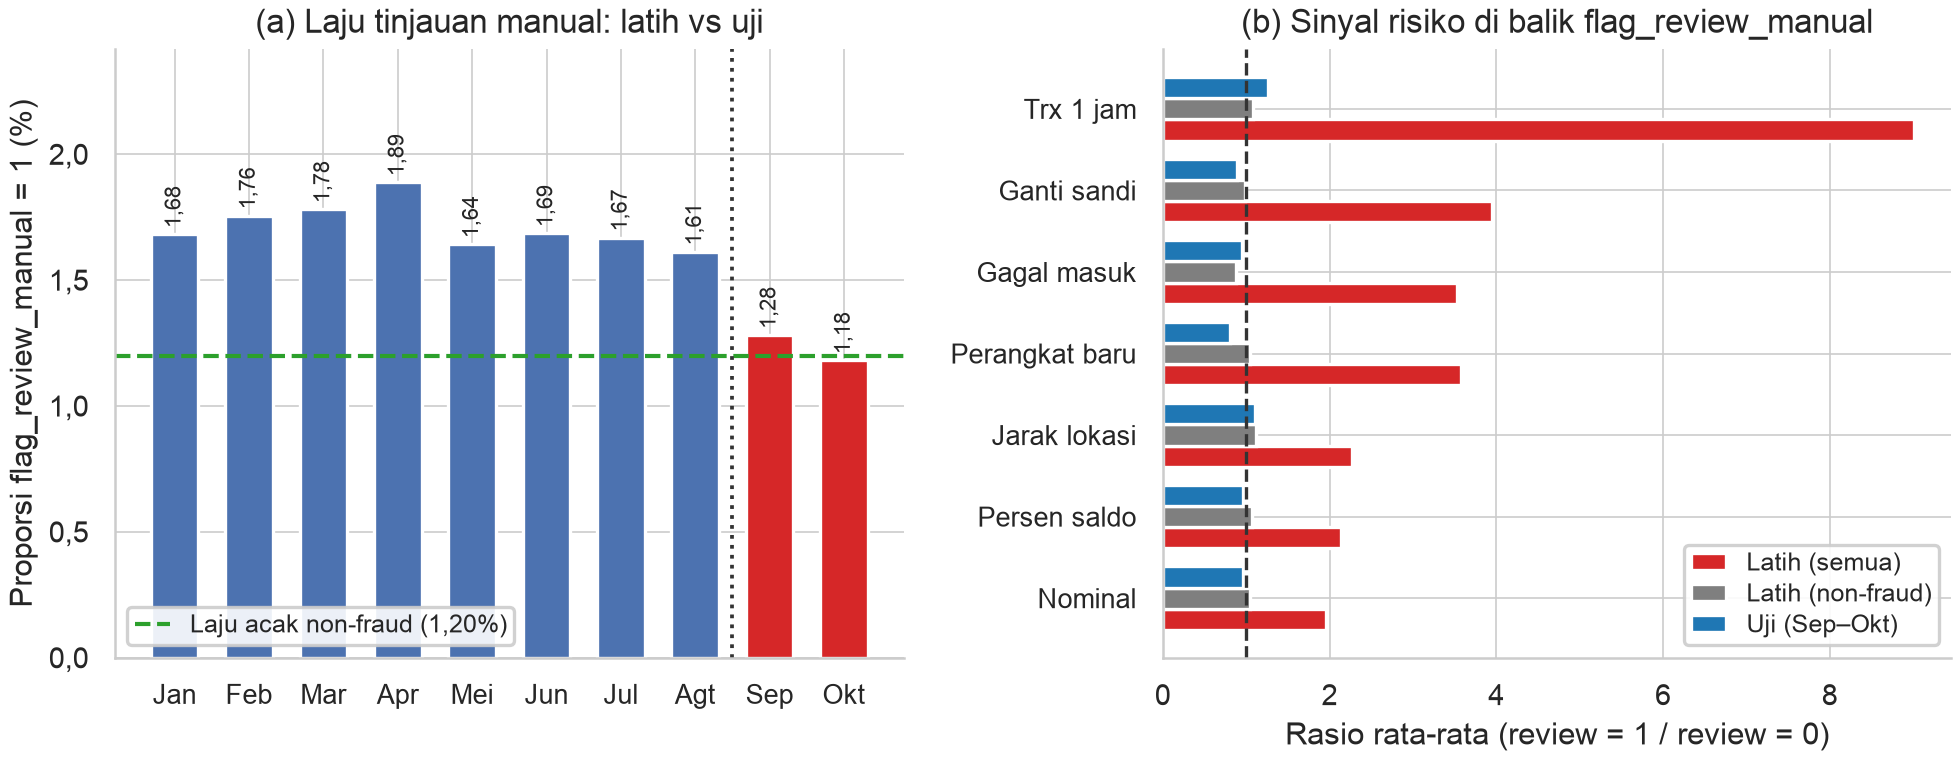 (a) Laju tinjauan manual: latih vs uji
Proporsi flag_review_manual = 1 (%)
2,0
1,5
1,0
0,5
0,0
1,68
1,76
1,78
1,89
1,64
1,69
1,67
1,61
1,28
1,18
Laju acak non-fraud (1,20%)
Jan Feb Mar Apr Mei Jun Jul Agt Sep Okt
(b) Sinyal risiko di balik flag_review_manual
Trx 1 jam
Ganti sandi
Gagal masuk
Perangkat baru
Jarak lokasi
Persen saldo
Nominal
Latih (semua)
Latih (non-fraud)
Uji (Sep–Okt)
0 2 4 6 8
Rasio rata-rata (review = 1 / review = 0)